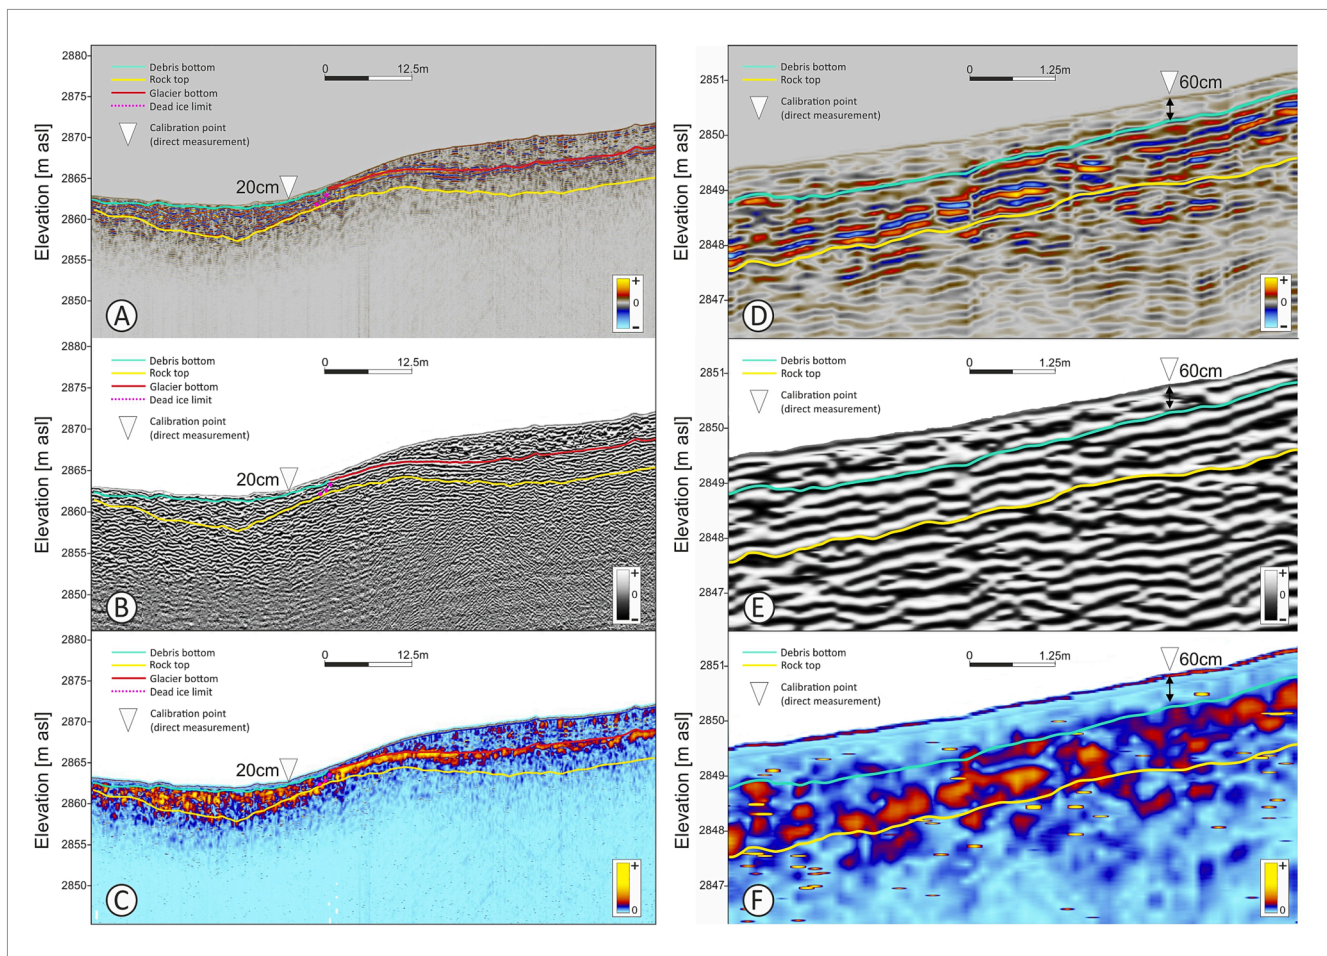 2880
2875
2870
2865
2860
2855
2850
Elevation [m asl]
Debris bottom
Rock top
Glacier bottom
Dead ice limit
Calibration point
(direct measurement)
0 12.5m
20cm
+
0
-
A
2880
2875
2870
2865
2860
2855
2850
Elevation [m asl]
Debris bottom
Rock top
Glacier bottom
Dead ice limit
Calibration point
(direct measurement)
0 12.5m
20cm
+
0
-
B
2880
2875
2870
2865
2860
2855
2850
Elevation [m asl]
Debris bottom
Rock top
Glacier bottom
Dead ice limit
Calibration point
(direct measurement)
0 12.5m
20cm
+
0
C
2851
2850
2849
2848
2847
Elevation [m asl]
Debris bottom
Rock top
Calibration point
(direct measurement)
0 1.25m
60cm
+
0
-
D
2851
2850
2849
2848
2847
Elevation [m asl]
Debris bottom
Rock top
Calibration point
(direct measurement)
0 1.25m
60cm
+
0
-
E
2851
2850
2849
2848
2847
Elevation [m asl]
Debris bottom
Rock top
Calibration point
(direct measurement)
0 1.25m
60cm
+
0
F